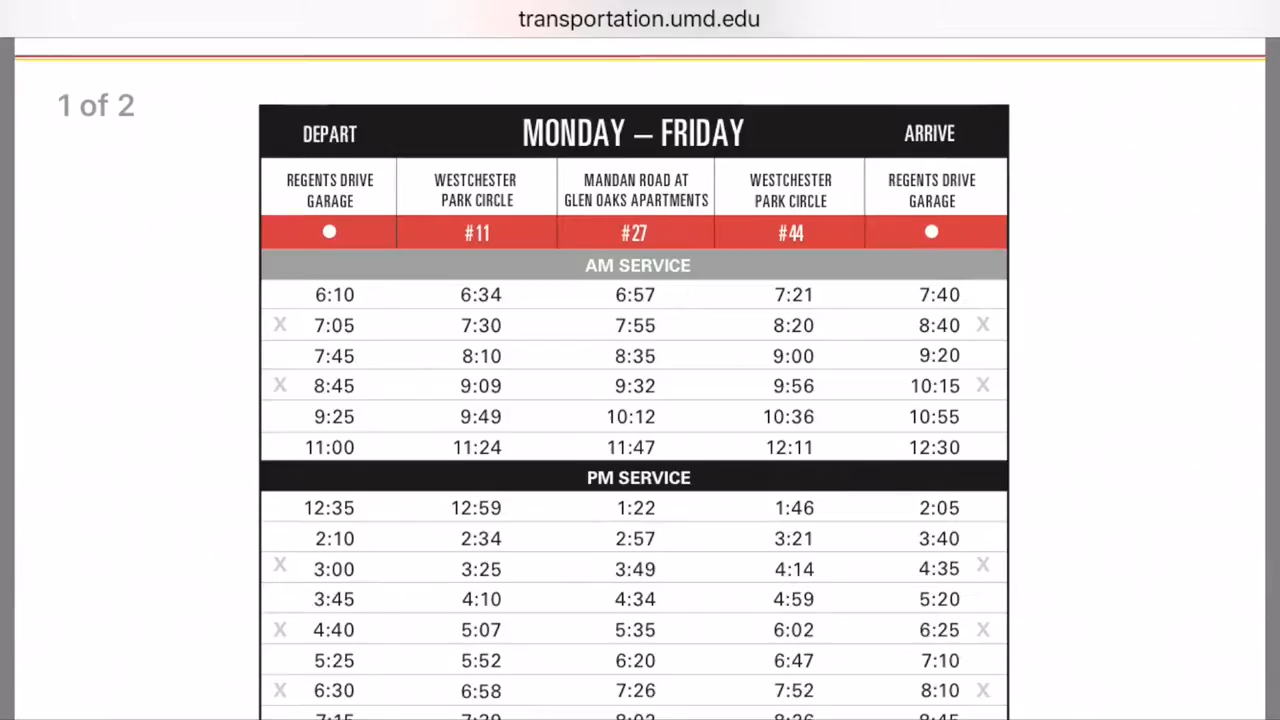 transportation.umd.edu
1 of 2
DEPART MONDAY – FRIDAY ARRIVE
REGENTS DRIVE GARAGE WESTCHESTER PARK CIRCLE MANDAN ROAD AT GLEN OAKS APARTMENTS WESTCHESTER PARK CIRCLE REGENTS DRIVE GARAGE
#11 #27 #44
AM SERVICE
6:10 6:34 6:57 7:21 7:40
X 7:05 7:30 7:55 8:20 8:40 X
7:45 8:10 8:35 9:00 9:20
X 8:45 9:09 9:32 9:56 10:15 X
9:25 9:49 10:12 10:36 10:55
11:00 11:24 11:47 12:11 12:30
PM SERVICE
12:35 12:59 1:22 1:46 2:05
2:10 2:34 2:57 3:21 3:40
X 3:00 3:25 3:49 4:14 4:35 X
3:45 4:10 4:34 4:59 5:20
X 4:40 5:07 5:35 6:02 6:25 X
5:25 5:52 6:20 6:47 7:10
X 6:30 6:58 7:26 7:52 8:10 X